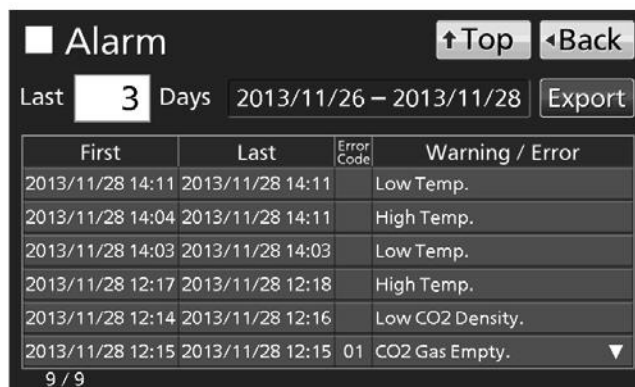 Alarm ↑Top ◂Back
Last 3 Days 2013/11/26 – 2013/11/28 Export
First Last Error Code Warning / Error
2013/11/28 14:11 2013/11/28 14:11 Low Temp.
2013/11/28 14:04 2013/11/28 14:11 High Temp.
2013/11/28 14:03 2013/11/28 14:03 Low Temp.
2013/11/28 12:17 2013/11/28 12:18 High Temp.
2013/11/28 12:14 2013/11/28 12:16 Low CO2 Density.
2013/11/28 12:15 2013/11/28 12:15 01 CO2 Gas Empty. ▼
9 / 9